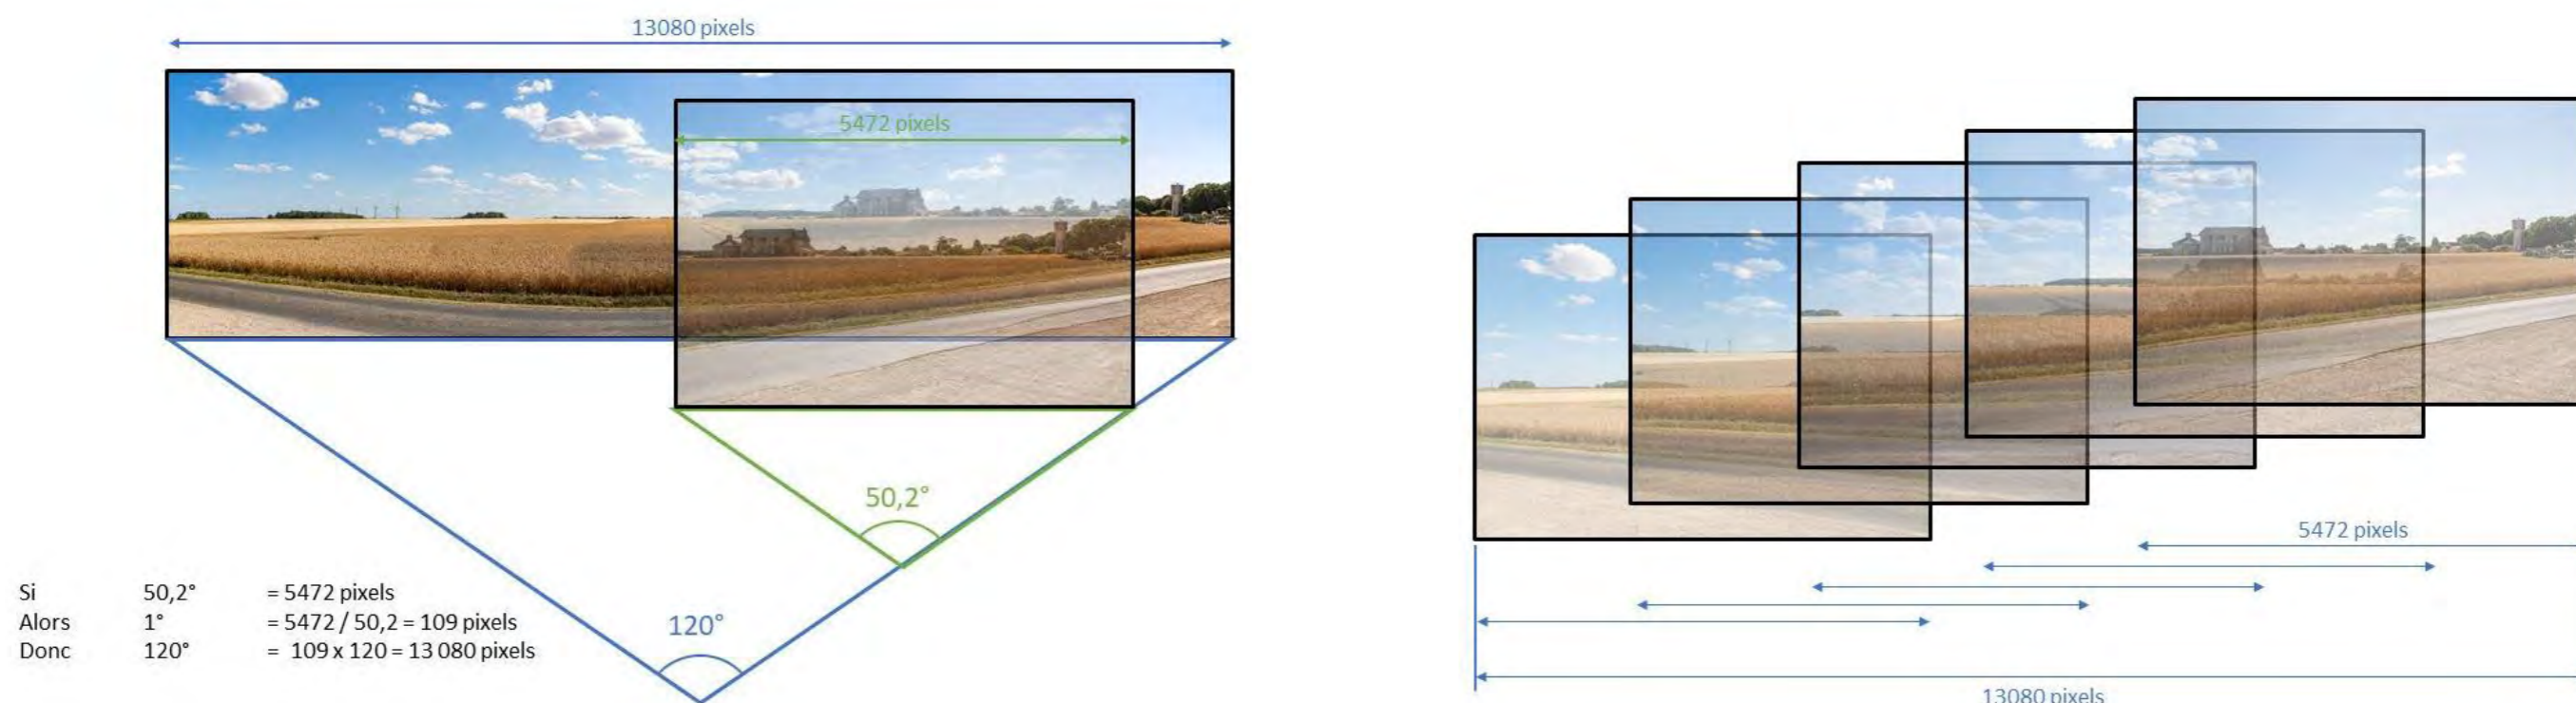 13080 pixels
5472 pixels
50,2°
120°
Si 50,2° = 5472 pixels
Alors 1° = 5472 / 50,2 = 109 pixels
Donc 120° = 109 x 120 = 13 080 pixels
5472 pixels
13080 pixels